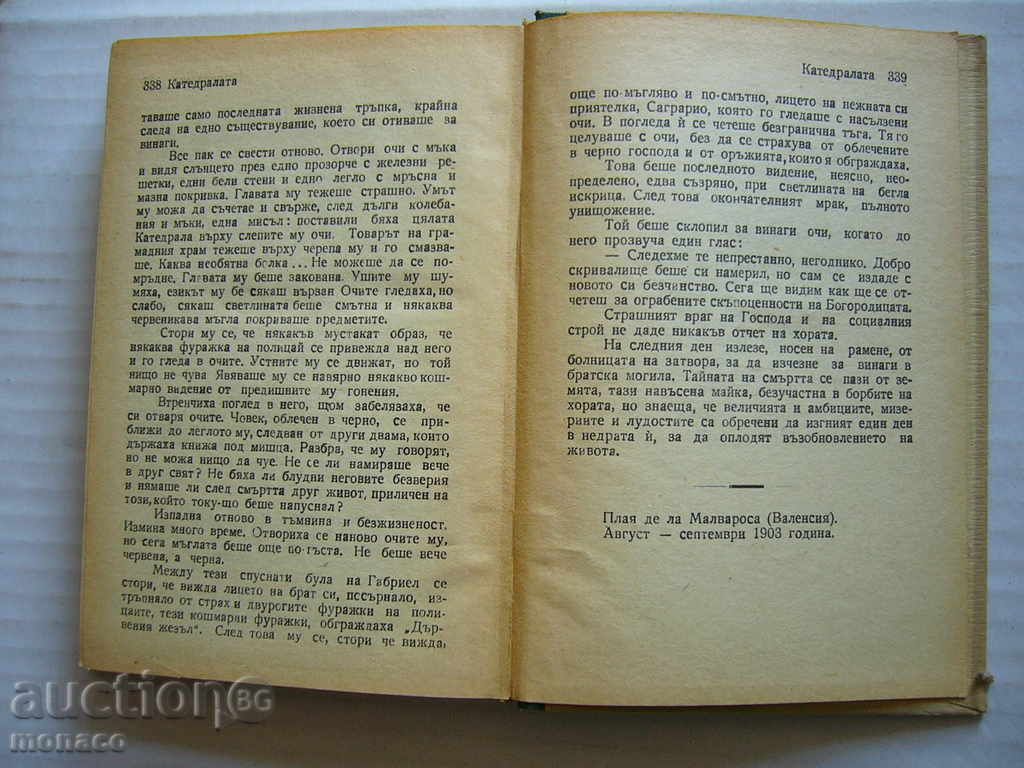 338 Катедралата
таваше само последната жизнена тръпка, крайна
следа на едно съществуване, което си отиваше за
винаги.
Все пак се свести отново. Отвори очи с мъка
и видя слънцето през едно прозорче с железни ре-
шетки, едни бели стени и едно легло с мръсна и
мазна покривка. Главата му тежеше страшно. Умът
му можа да съчетае и свърже, след дълги колеба-
ния и мъки, една мисъл: поставили бяха цялата
Катедрала върху слепите му очи. Товарът на гра-
мадния храм тежеше върху черепа му и го смазва-
ше. Каква необятна болка... Не можеше да се по-
мръдне. Главата му беше закована. Ушите му шу-
мяха, езикът му бе сякаш вързан Очите гледаха, но
слабо, сякаш светлината беше смътна и някаква
червеникава мъгла покриваше предметите.
Стори му се, че някакъв мустакат образ, че
някаква фуражка на полицай се привежда над него
и го гледа в очите. Устните му се движат, но той
нищо не чува Явяваше му се навярно някакво кош-
марно видение от предишните му гонения.
Втренчиха поглед в него, щом забелязваха, че
си отваря очите. Човек, облечен в черно, се при-
ближи до леглото му, следван от други двама, които
държаха книжа под мишца. Разбра, че му говорят,
но не можа нищо да чуе. Не се ли намираше вече
в друг свят? Не бяха ли блудни неговите безверия
и нямаше ли след смъртта друг живот, приличен на
този, който току-що беше напуснал?
Изпадна отново в тъмнина и безжизненост.
Измина много време. Отвориха се наново очите му,
но сега мъглата беше още по-гъста. Не беше вече
червена, а черна.
Между тези спуснати була на Габриел се
стори, че вижда лицето на брат си, посърнало, из-
тръпнало от страх и двурогите фуражки на поли-
цаите, тези кошмарни фуражки, обграждаха „Дър-
вения жезъл“. След това му се, стори че вижда,
Катедралата 339
още по-мъгляво и по-смътно, лицето на нежната си
приятелка, Саграрио, която го гледаше с насълзени
очи. В погледа ѝ се четеше безгранична тъга. Тя го
целуваше с очи, без да се страхува от облечените
в черно господа и от оръжията, които я обграждаха.
Това беше последното видение, неясно, нео-
пределено, едва съзряно, при светлината на бегла
искрица. След това окончателният мрак, пълното
унищожение.
Той беше склопил за винаги очи, когато до
него прозвуча един глас:
— Следехме те непрестанно, негоднико. Добро
скривалище беше си намерил, но сам се издаде с
новото си безчинство. Сега ще видим как ще се от-
четеш за ограбените скъпоценности на Богородицата.
Страшният враг на Господа и на социалния
строй не даде никакъв отчет на хората.
На следния ден излезе, носен на рамене, от
болницата на затвора, за да изчезне за винаги в
братска могила. Тайната на смъртта се пази от зе-
мята, тази навъсена майка, безучастна в борбите на
хората, но знаеща, че величията и амбициите, мизе-
риите и лудостите са обречени да изгният един ден
в недрата ѝ, за да оплодят възобновлението на
живота.
Плая де ла Малвароса (Валенсия).
Август — септември 1903 година.
auction BG
monaco